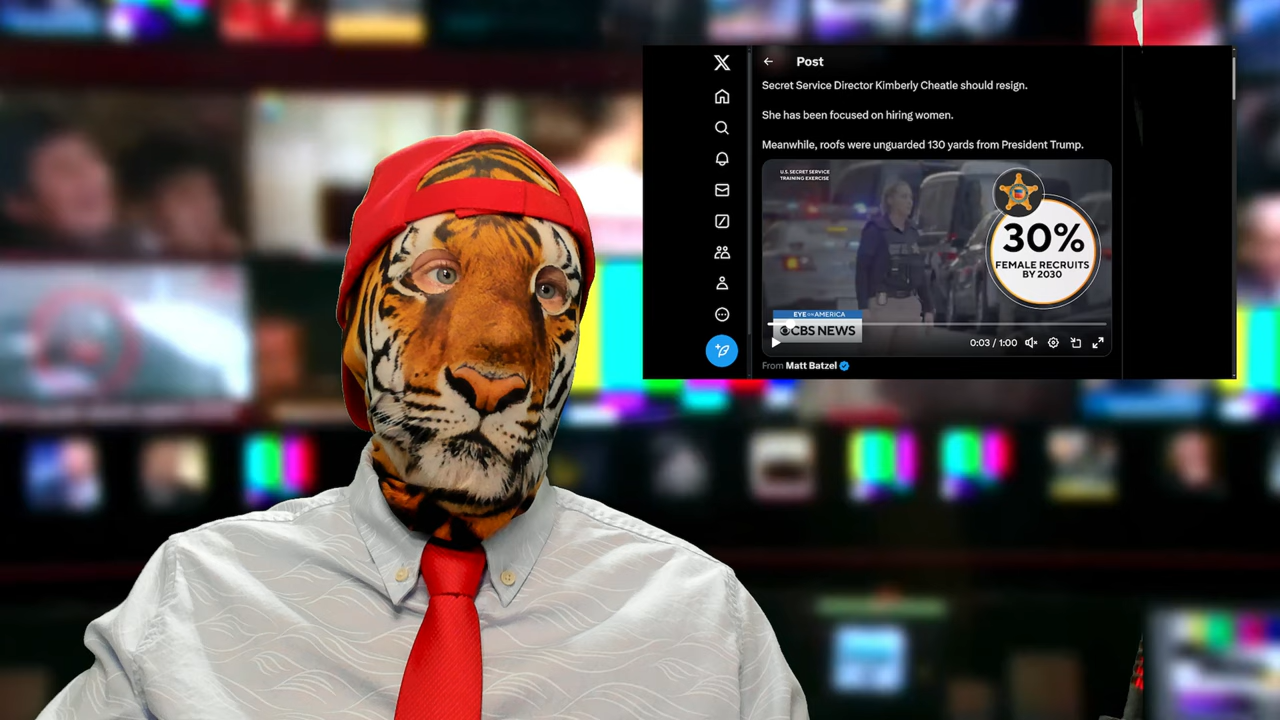 Post
Secret Service Director Kimberly Cheatle should resign.
She has been focused on hiring women.
Meanwhile, roofs were unguarded 130 yards from President Trump.
U.S. SECRET SERVICE
TRAINING EXERCISE
30%
FEMALE RECRUITS
BY 2030
EYE ON AMERICA
CBS NEWS
0:03 / 1:00
From Matt Batzel